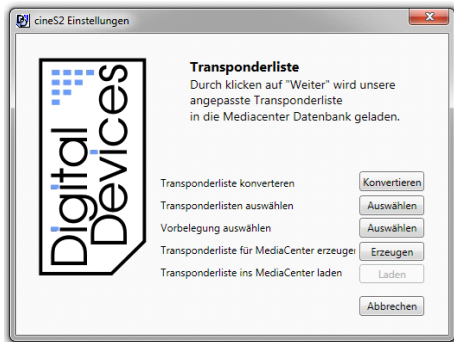 cineS2 Einstellungen
Digital
Devices
Transponderliste
Durch klicken auf "Weiter" wird unsere
angepasste Transponderliste
in die Mediacenter Datenbank geladen.
Transponderliste konverteren Konvertieren
Transponderlisten auswählen Auswählen
Vorbelegung auswählen Auswählen
Transponderliste für MediaCenter erzeuger Erzeugen
Transponderliste ins MediaCenter laden Laden
Abbrechen